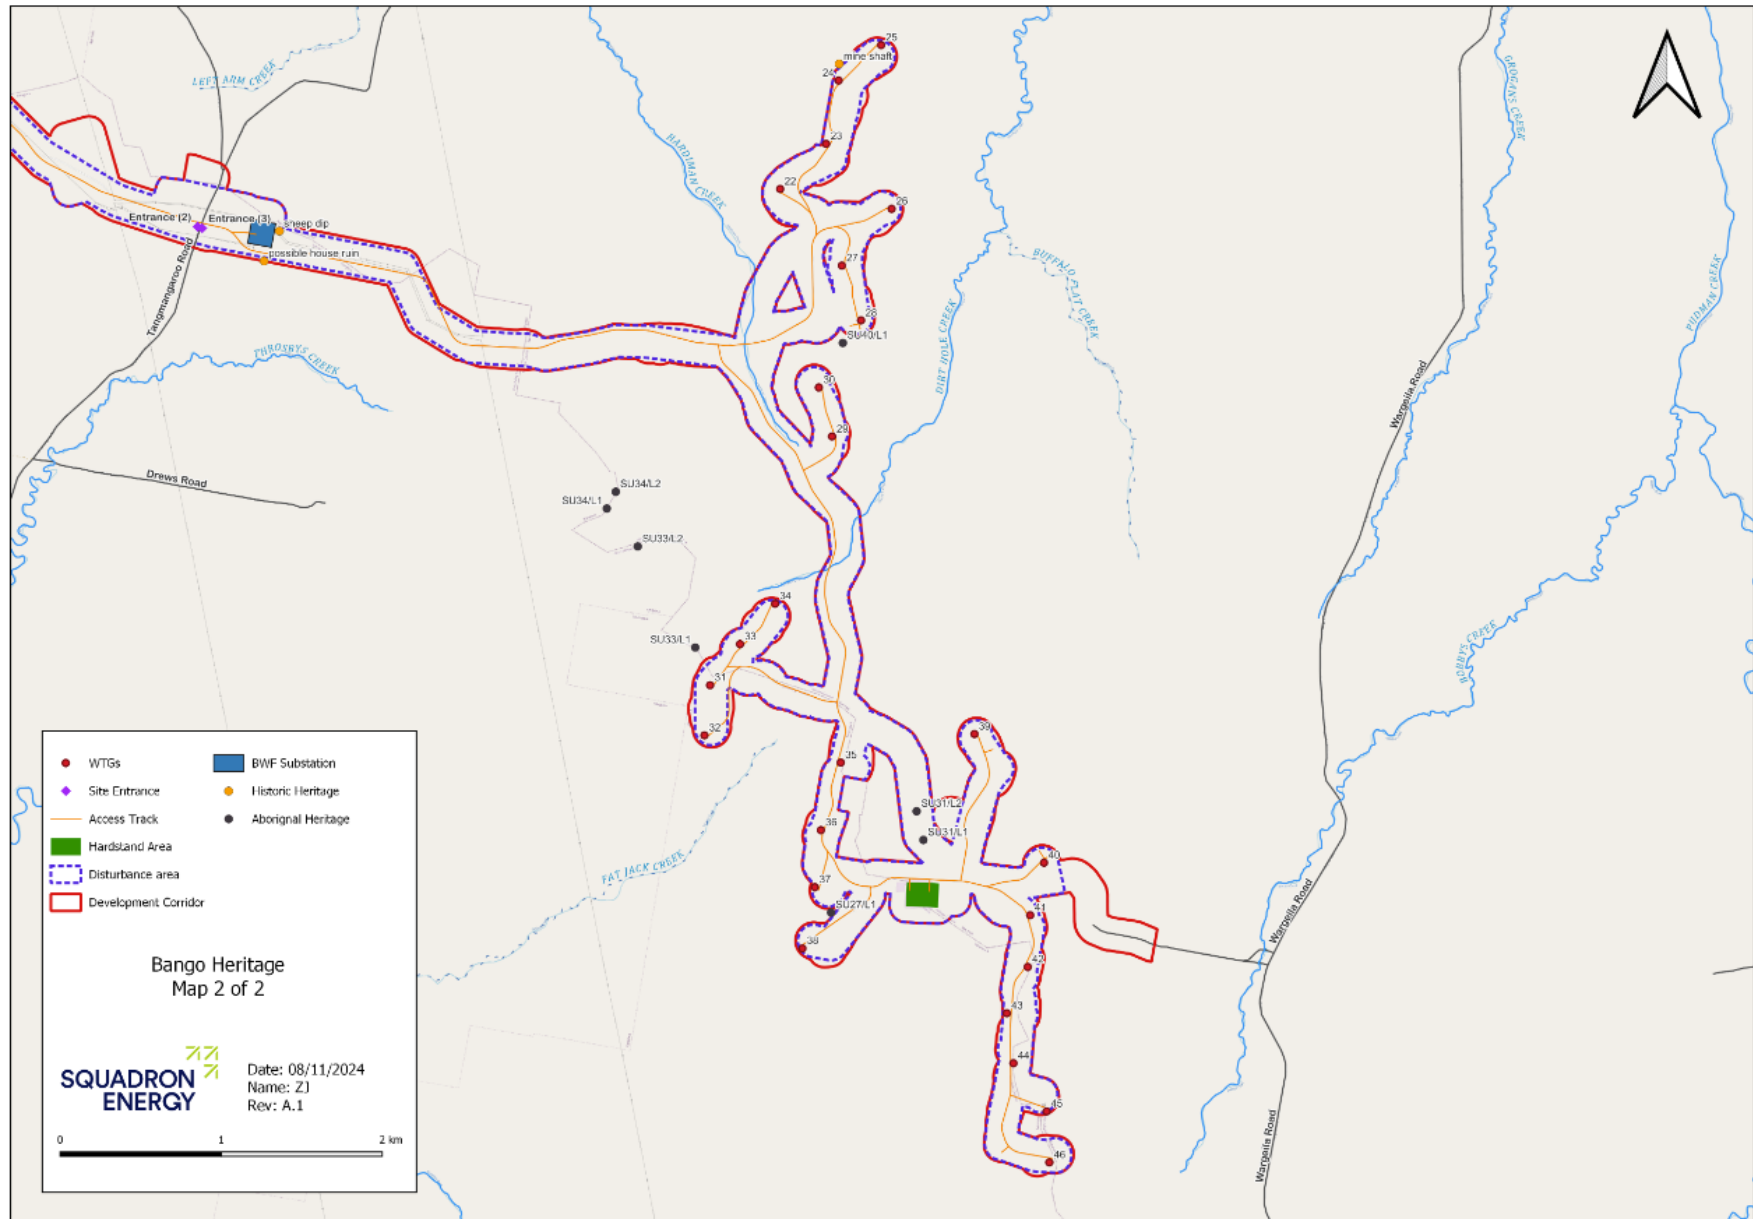 25
mine shaft
24
LEFT ARM CREEK
GROGANS CREEK
HARDIMAN CREEK
23
22
26
Entrance (2)
Entrance (3)
sheep dip
possible house ruin
Tangmangaroo Road
27
BUFFALO FLAT CREEK
PUDMAN CREEK
28
SU40/L1
THROSBYS CREEK
DIRT HOLE CREEK
30
Wargeila Road
29
Drews Road
SU34/L2
SU34/L1
SU33/L2
34
33
SU33/L1
BOBBYS CREEK
31
32
39
35
SU31/L2
36
SU31/L1
FAT JACK CREEK
40
37
SU27/L1
41
Wargeila Road
38
42
43
44
45
46
Wargeila Road
WTGs
BWF Substation
Site Entrance
Historic Heritage
Access Track
Aborignal Heritage
Hardstand Area
Disturbance area
Development Corridor
Bango Heritage
Map 2 of 2
SQUADRON
ENERGY
Date: 08/11/2024
Name: ZJ
Rev: A.1
0 1 2 km